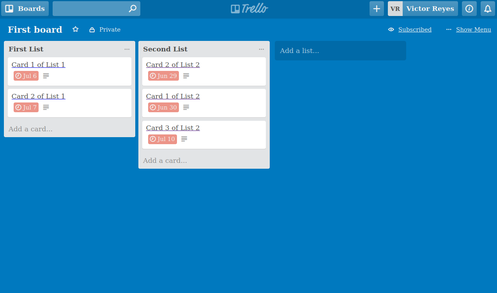 Boards
Trello
VR Victor Reyes
First board
Private
Subscribed
Show Menu
First List
Card 1 of List 1
Jul 6
Card 2 of List 1
Jul 7
Add a card...
Second List
Card 2 of List 2
Jun 29
Card 1 of List 2
Jun 30
Card 3 of List 2
Jul 10
Add a card...
Add a list...